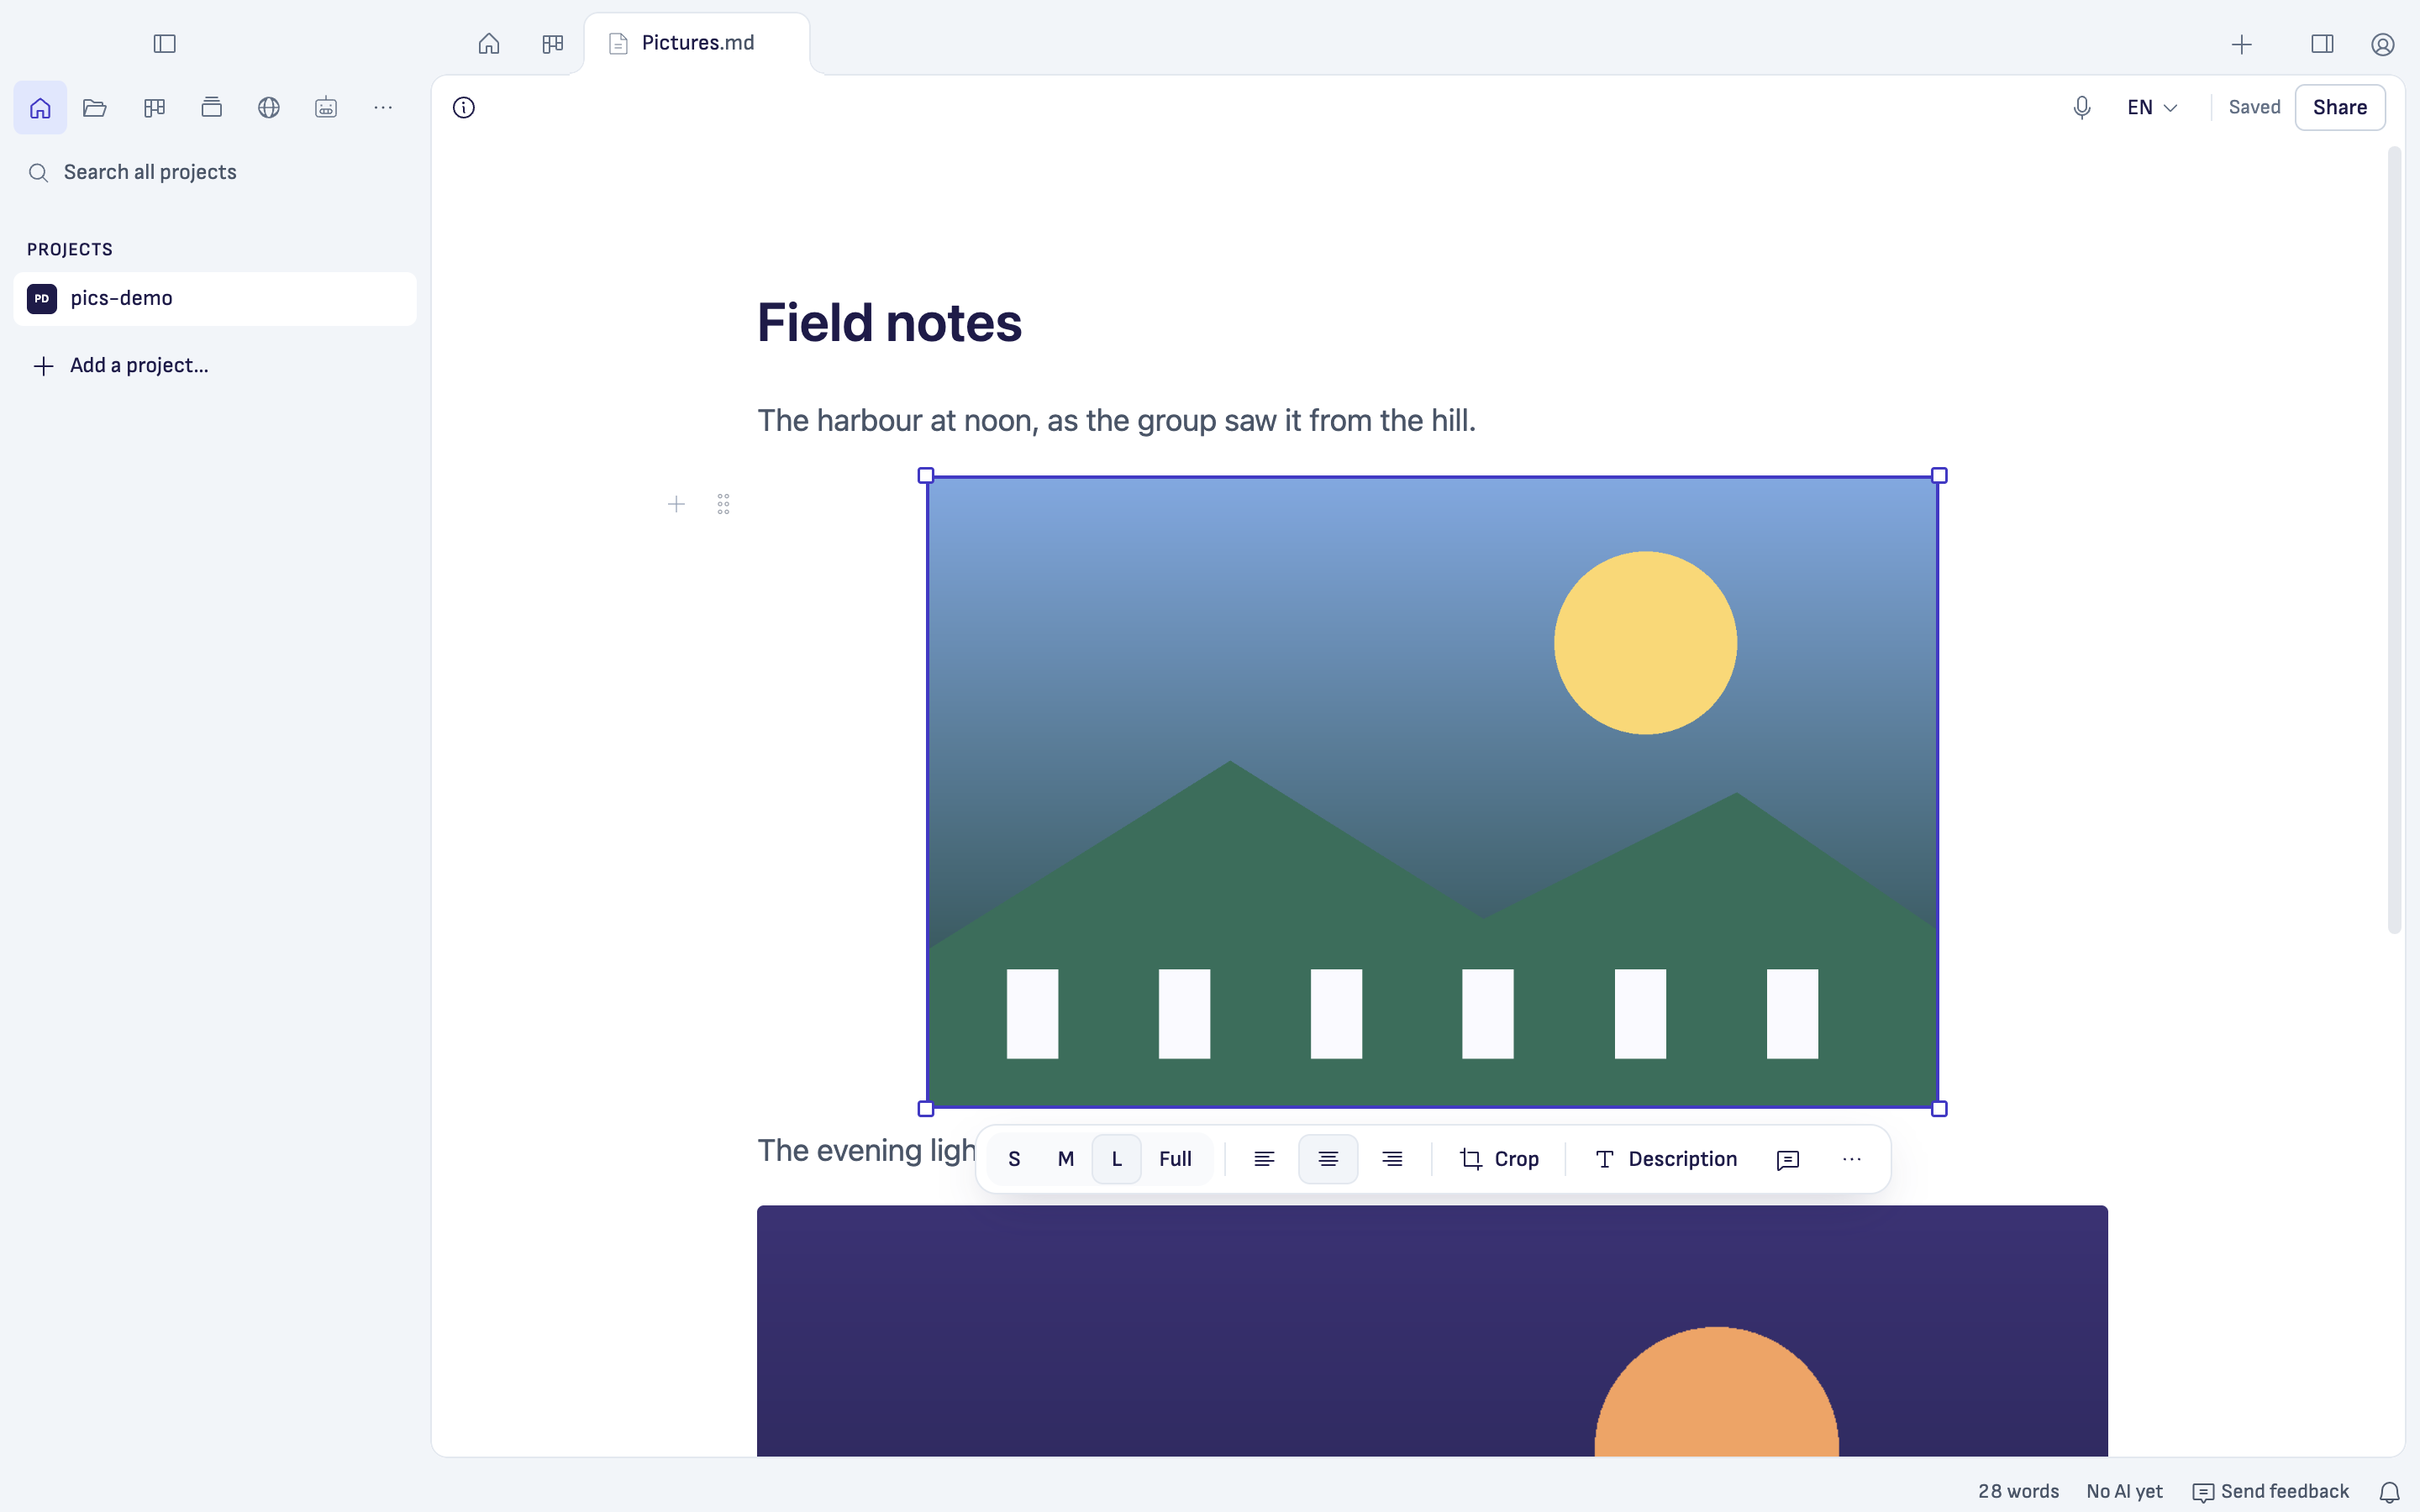 Pictures.md
EN
Saved
Share
Search all projects
PROJECTS
PD
pics-demo
Add a project...
Field notes
The harbour at noon, as the group saw it from the hill.
The evening
S
M
L
Full
Crop
Description
28 words
No AI yet
Send feedback